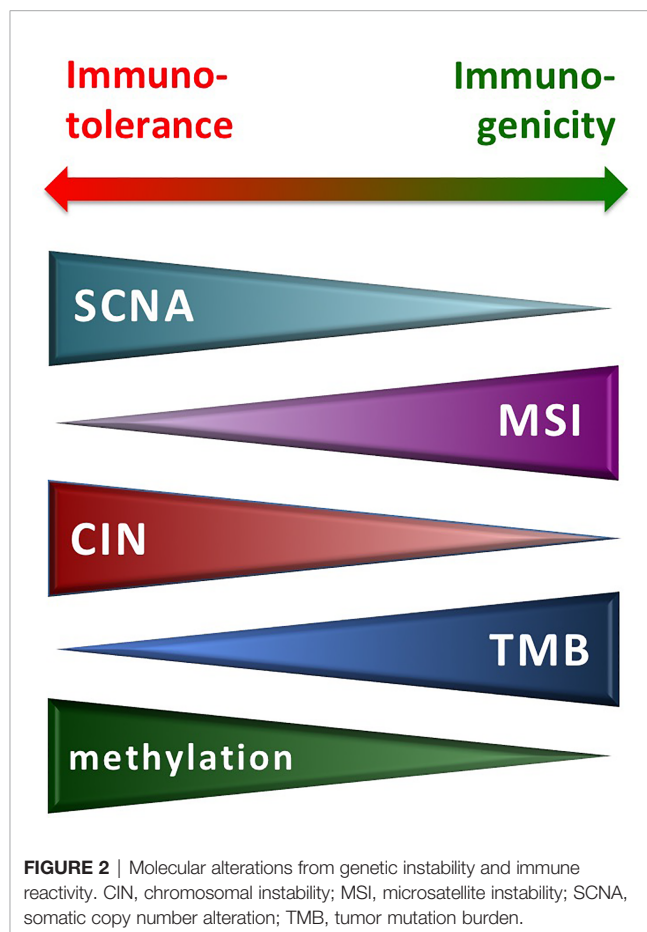 Immuno-
tolerance
Immuno-
genicity
SCNA
MSI
CIN
TMB
methylation
FIGURE 2 | Molecular alterations from genetic instability and immune
reactivity. CIN, chromosomal instability; MSI, microsatellite instability; SCNA,
somatic copy number alteration; TMB, tumor mutation burden.